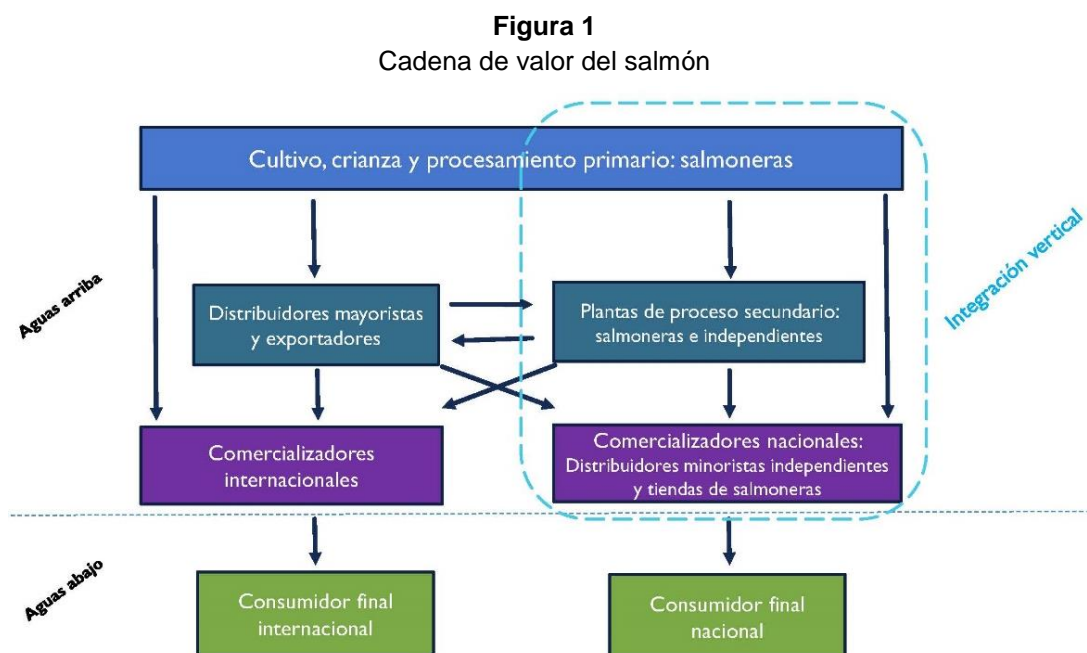 Figura 1
Cadena de valor del salmón
Cultivo, crianza y procesamiento primario: salmoneras
Aguas arriba
Integración vertical
Distribuidores mayoristas
y exportadores
Plantas de proceso secundario:
salmoneras e independientes
Comercializadores
internacionales
Comercializadores nacionales:
Distribuidores minoristas independientes
y tiendas de salmoneras
Aguas abajo
Consumidor final
internacional
Consumidor final
nacional